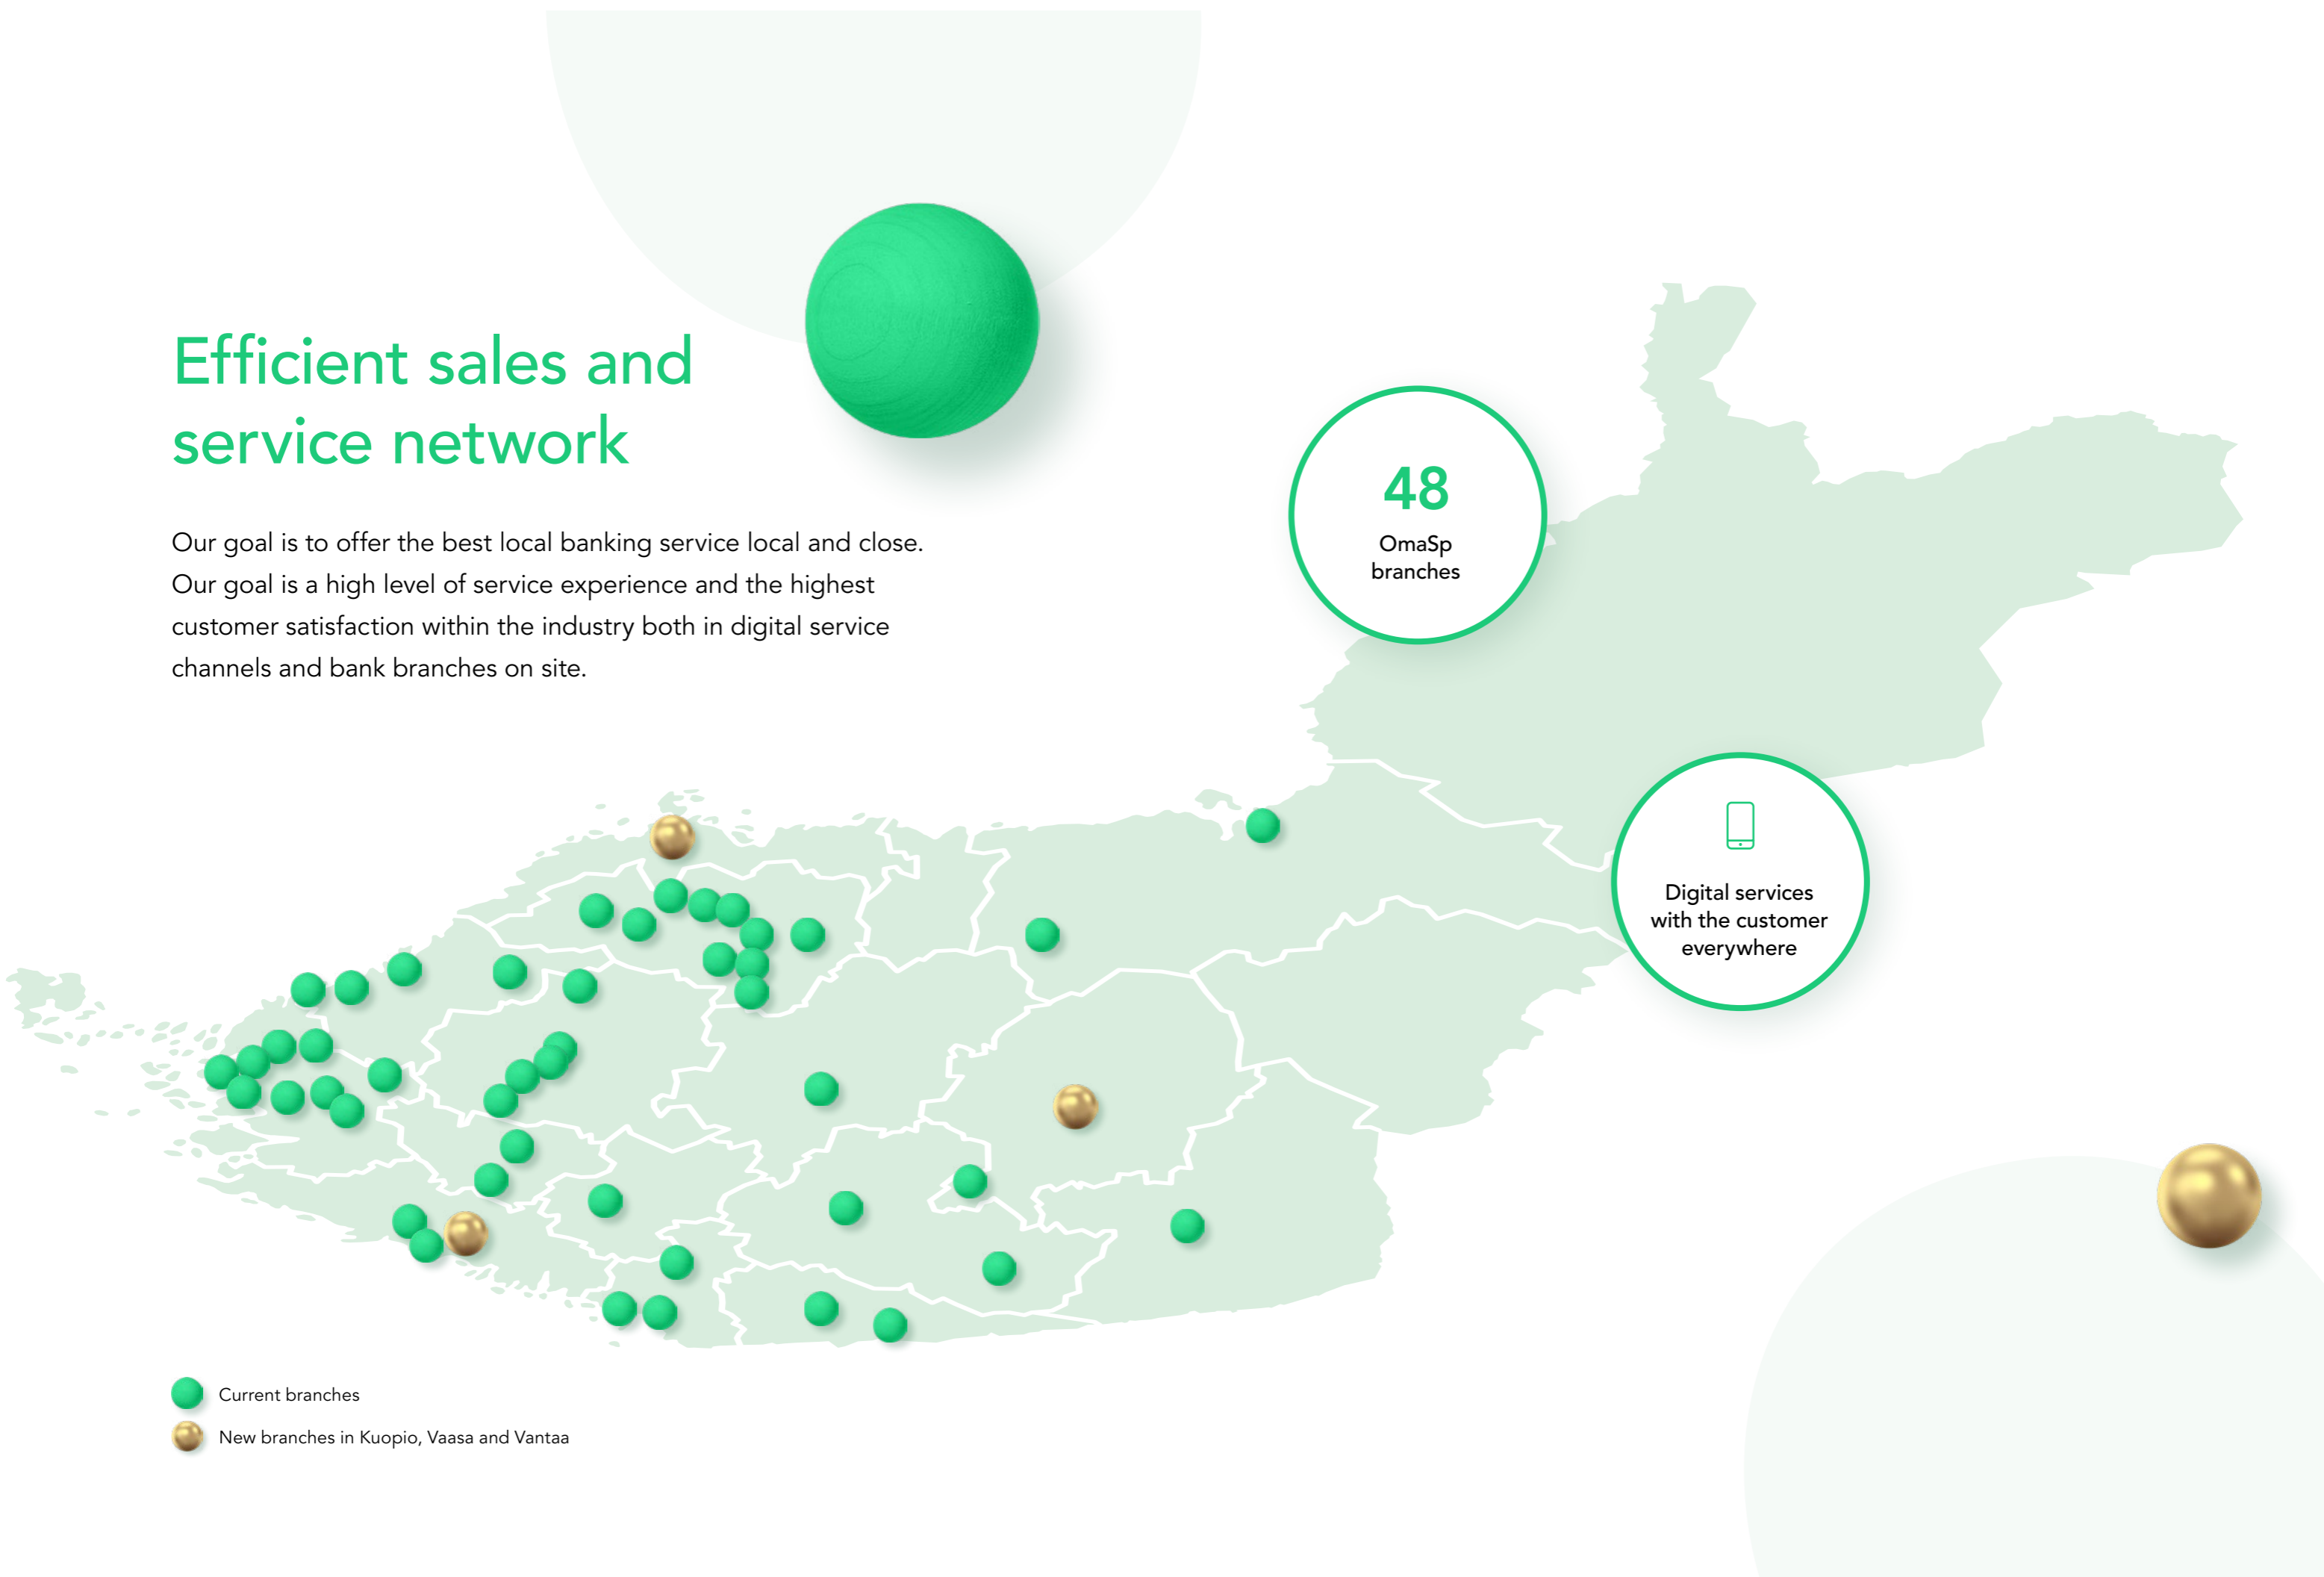 Efficient sales and
service network
Our goal is to offer the best local banking service local and close.
Our goal is a high level of service experience and the highest
customer satisfaction within the industry both in digital service
channels and bank branches on site.
48
OmaSp
branches
Digital services
with the customer
everywhere
Current branches
New branches in Kuopio, Vaasa and Vantaa